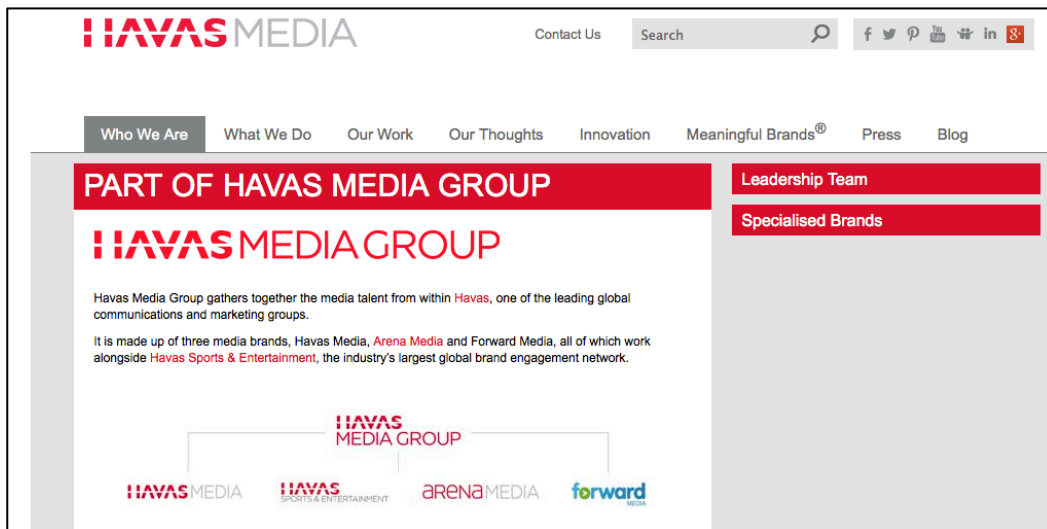 HAVAS MEDIA
Contact Us
Search
You Tube
in
8+
Who We Are
What We Do
Our Work
Our Thoughts
Innovation
Meaningful Brands®
Press
Blog
PART OF HAVAS MEDIA GROUP
HAVAS MEDIA GROUP
Havas Media Group gathers together the media talent from within Havas, one of the leading global
communications and marketing groups.
It is made up of three media brands, Havas Media, Arena Media and Forward Media, all of which work
alongside Havas Sports & Entertainment, the industry's largest global brand engagement network.
HAVAS
MEDIA GROUP
HAVAS MEDIA
HAVAS
SPORTS & ENTERTAINMENT
arena MEDIA
forward
MEDIA
Leadership Team
Specialised Brands